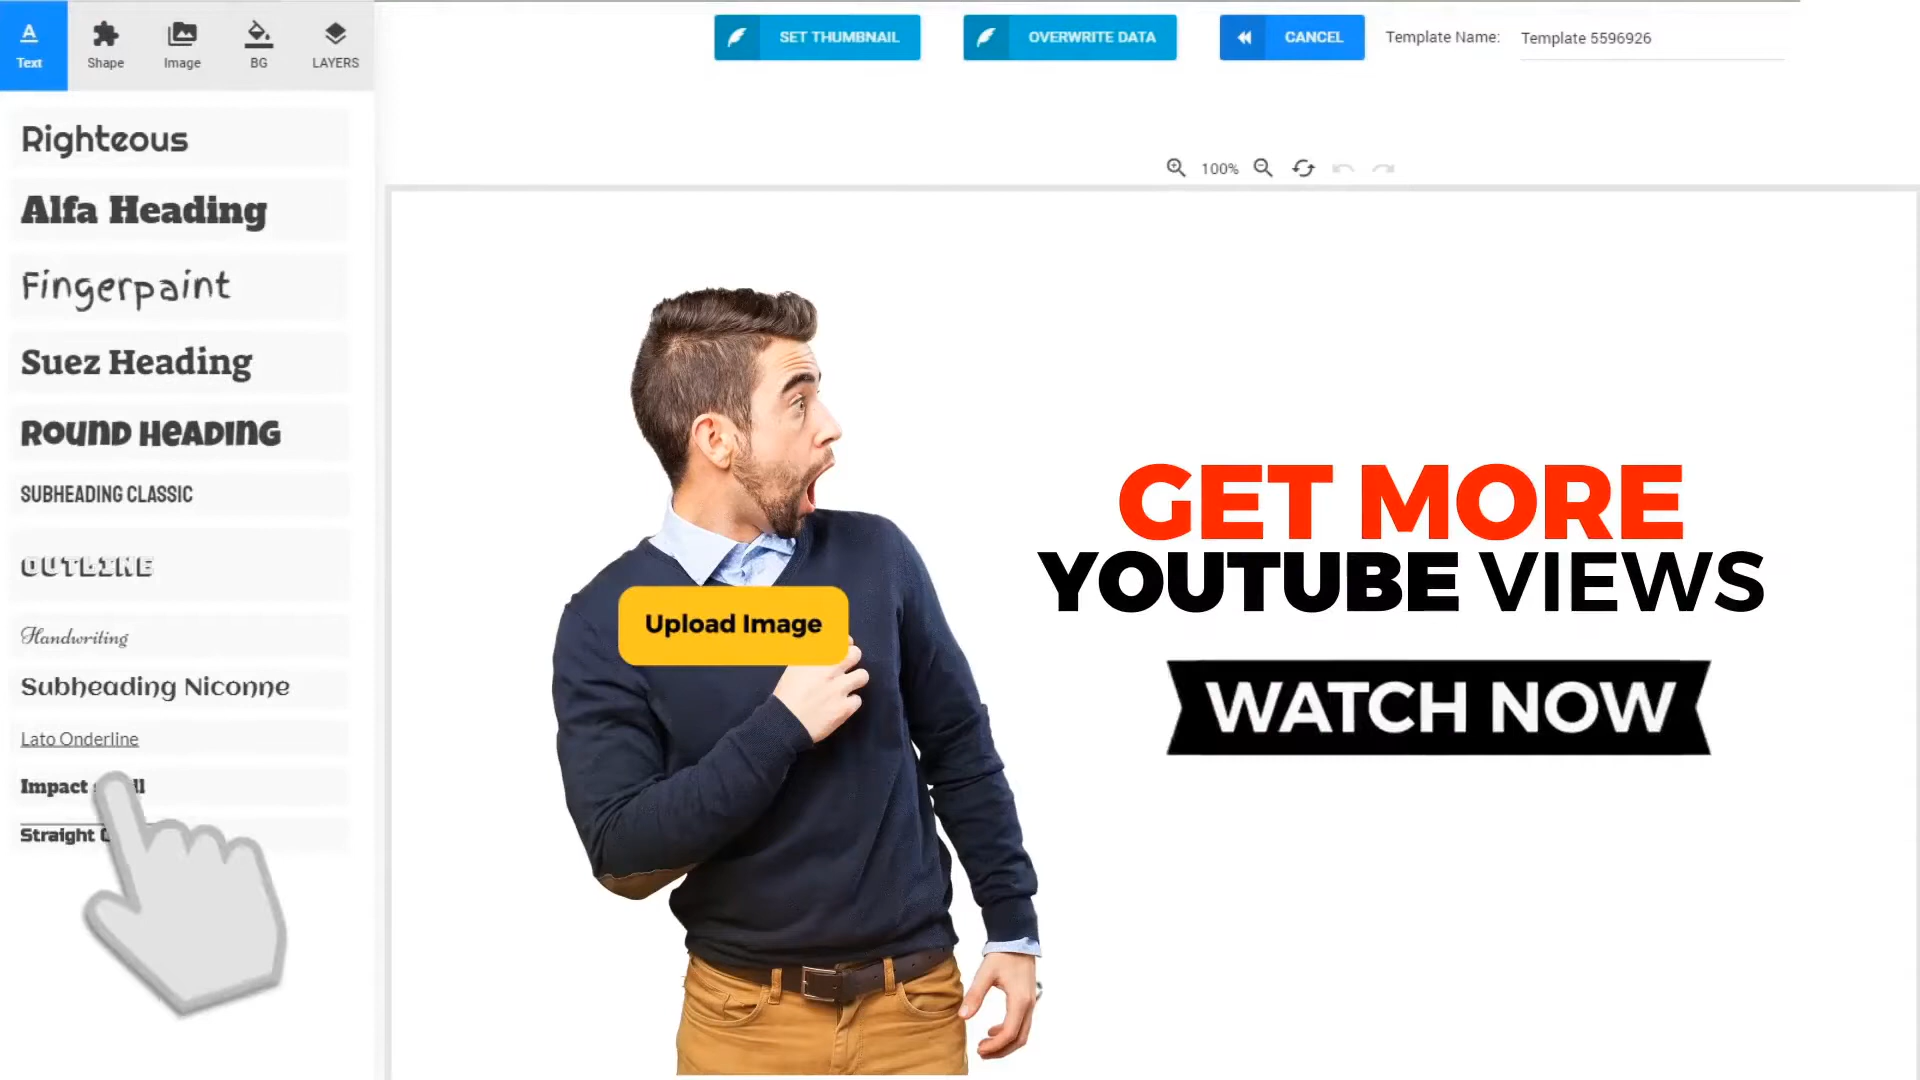 A
Text
Shape
Image
BG
LAYERS
SET THUMBNAIL
OVERWRITE DATA
CANCEL
Template Name:
Template 5596926
100%
Righteous
Alfa Heading
Fingerpaint
Suez Heading
ROUND HEADING
SUBHEADING CLASSIC
OUTLINE
Handwriting
Subheading Niconne
Lato Onderline
Impact
Straight
Upload Image
GET MORE
YOUTUBE VIEWS
WATCH NOW